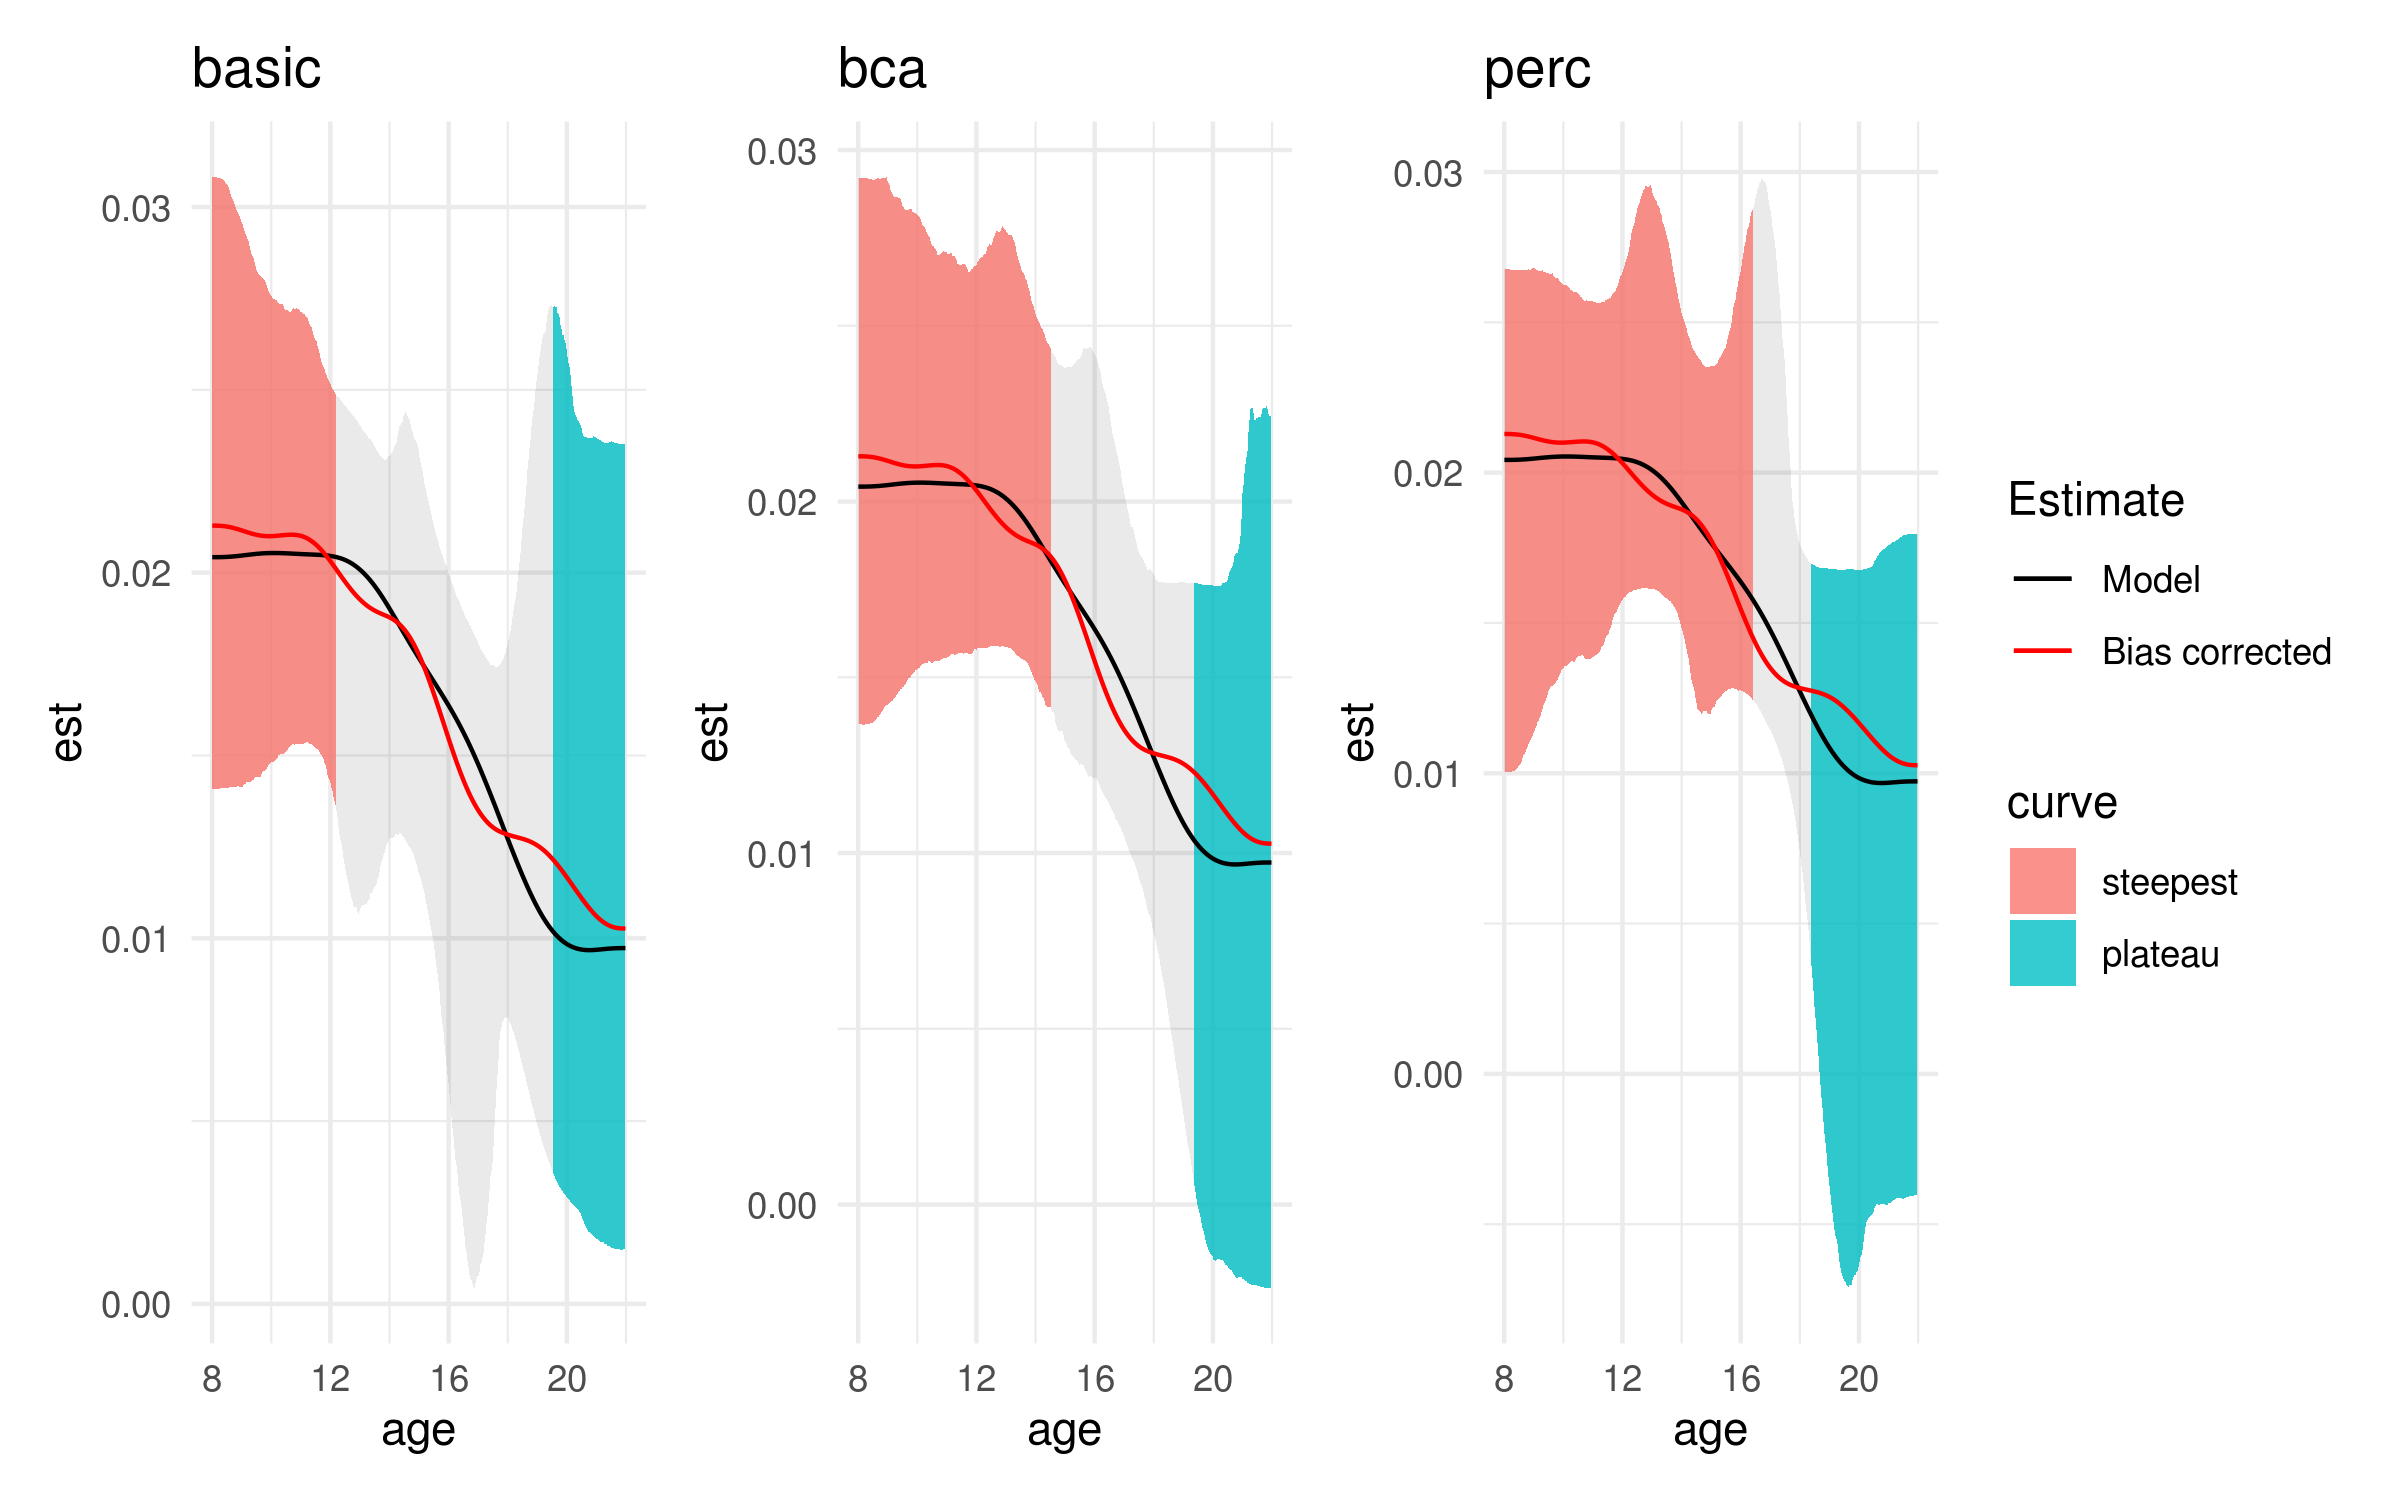 basic
bca
perc
est
0.03
0.02
0.01
0.00
8 12 16 20
age
est
0.03
0.02
0.01
0.00
8 12 16 20
age
est
0.03
0.02
0.01
0.00
8 12 16 20
age
Estimate
Model
Bias corrected
curve
steepest
plateau